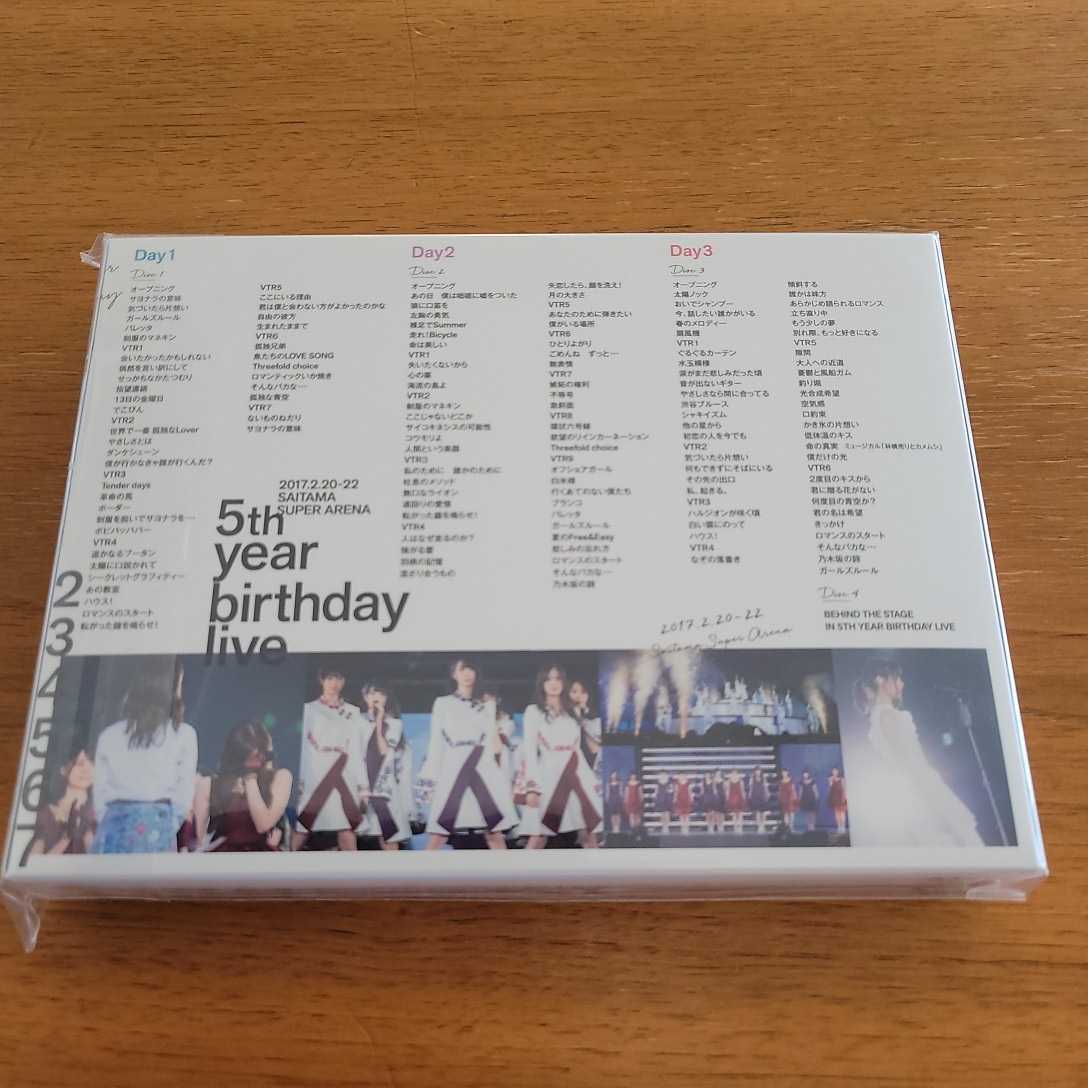 Day1
Disc 1
オープニング
サヨナラの意味
気づいたら片想い
ガールズルール
バレッタ
制服のマネキン
VTR1
会いたかったかもしれない
偶然を言い訳にして
せっかちなかたつむり
指望遠鏡
13日の金曜日
でこぴん
VTR2
世界で一番 孤独なLover
やさしさとは
ダンケシェーン
僕が行かなきゃ誰が行くんだ?
VTR3
Tender days
革命の馬
ボーダー
制服を脱いでサヨナラを…
ポピパッパパー
VTR4
遥かなるブータン
太陽に口説かれて
シークレットグラフィティー
あの教室
ハウス!
ロマンスのスタート
転がった鐘を鳴らせ!
VTR5
ここにいる理由
君は僕と会わない方がよかったのかな
自由の彼方
生まれたままで
VTR6
孤独兄弟
魚たちのLOVE SONG
Threefold choice
ロマンティックいか焼き
そんなバカな…
孤独な青空
VTR7
ないものねだり
サヨナラの意味
2017.2.20-22
SAITAMA
SUPER ARENA
5th
year
birthday
live
Day2
Disc 2
オープニング
あの日 僕は咄嗟に嘘をついた
頬に口笛を
左胸の勇気
裸足でSummer
走れ!Bicycle
命は美しい
VTR1
失いたくないから
心の薬
海流の島よ
VTR2
制服のマネキン
ここじゃないどこか
サイコキネシスの可能性
コウモリよ
人間という楽器
VTR3
私のために 誰かのために
吐息のメソッド
無口なライオン
遠回りの愛情
転がった鐘を鳴らせ!
VTR4
人はなぜ走るのか?
強がる蕾
羽根の記憶
混ざり合うもの
失恋したら、顔を洗え!
月の大きさ
VTR5
あなたのために弾きたい
僕がいる場所
VTR6
ひとりよがり
ごめんね ずっと…
無表情
VTR7
嫉妬の権利
不等号
急斜面
VTR8
環状六号線
欲望のリインカーネーション
Threefold choice
VTR9
オフショアガール
白米様
行くあてのない僕たち
ブランコ
バレッタ
ガールズルール
夏のFree&Easy
悲しみの忘れ方
ロマンスのスタート
そんなバカな…
乃木坂の詩
Day3
Disc 3
オープニング
太陽ノック
おいでシャンプー
今、話したい誰かがいる
春のメロディー
扇風機
VTR1
ぐるぐるカーテン
水玉模様
涙がまだ悲しみだった頃
音が出ないギター
やさしさなら間に合ってる
渋谷ブルース
シャキイズム
他の星から
初恋の人を今でも
VTR2
気づいたら片想い
何もできずにそばにいる
その先の出口
私、起きる。
VTR3
ハルジオンが咲く頃
白い雲にのって
ハウス!
VTR4
なぞの落書き
傾斜する
誰かは味方
あらかじめ語られるロマンス
立ち直り中
もう少しの夢
別れ際、もっと好きになる
VTR5
隙間
大人への近道
憂鬱と風船ガム
釣り堀
光合成希望
空気感
口約束
かき氷の片想い
低体温のキス
命の真実 ミュージカル「林檎売りとカメムシ」
僕だけの光
VTR6
2度目のキスから
君に贈る花がない
何度目の青空か?
君の名は希望
きっかけ
ロマンスのスタート
そんなバカな…
乃木坂の詩
ガールズルール
Disc 4
BEHIND THE STAGE
IN 5TH YEAR BIRTHDAY LIVE
2017.2.20-22
Saitama Super Arena
2
3
4
5
6
7